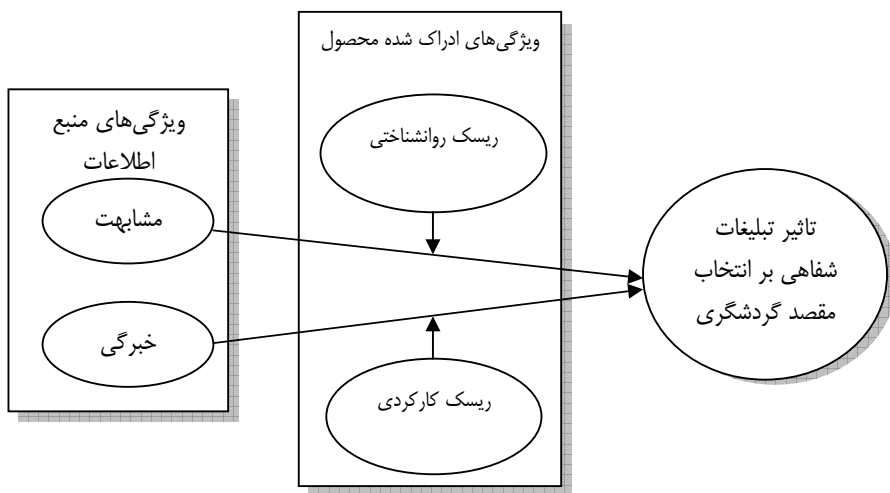 ویژگی‌های ادراک شده محصول
ویژگی‌های منبع
اطلاعات
ریسک روانشناختی
مشابهت
تاثیر تبلیغات
شفاهی بر انتخاب
مقصد گردشگری
خبرگی
ریسک کارکردی